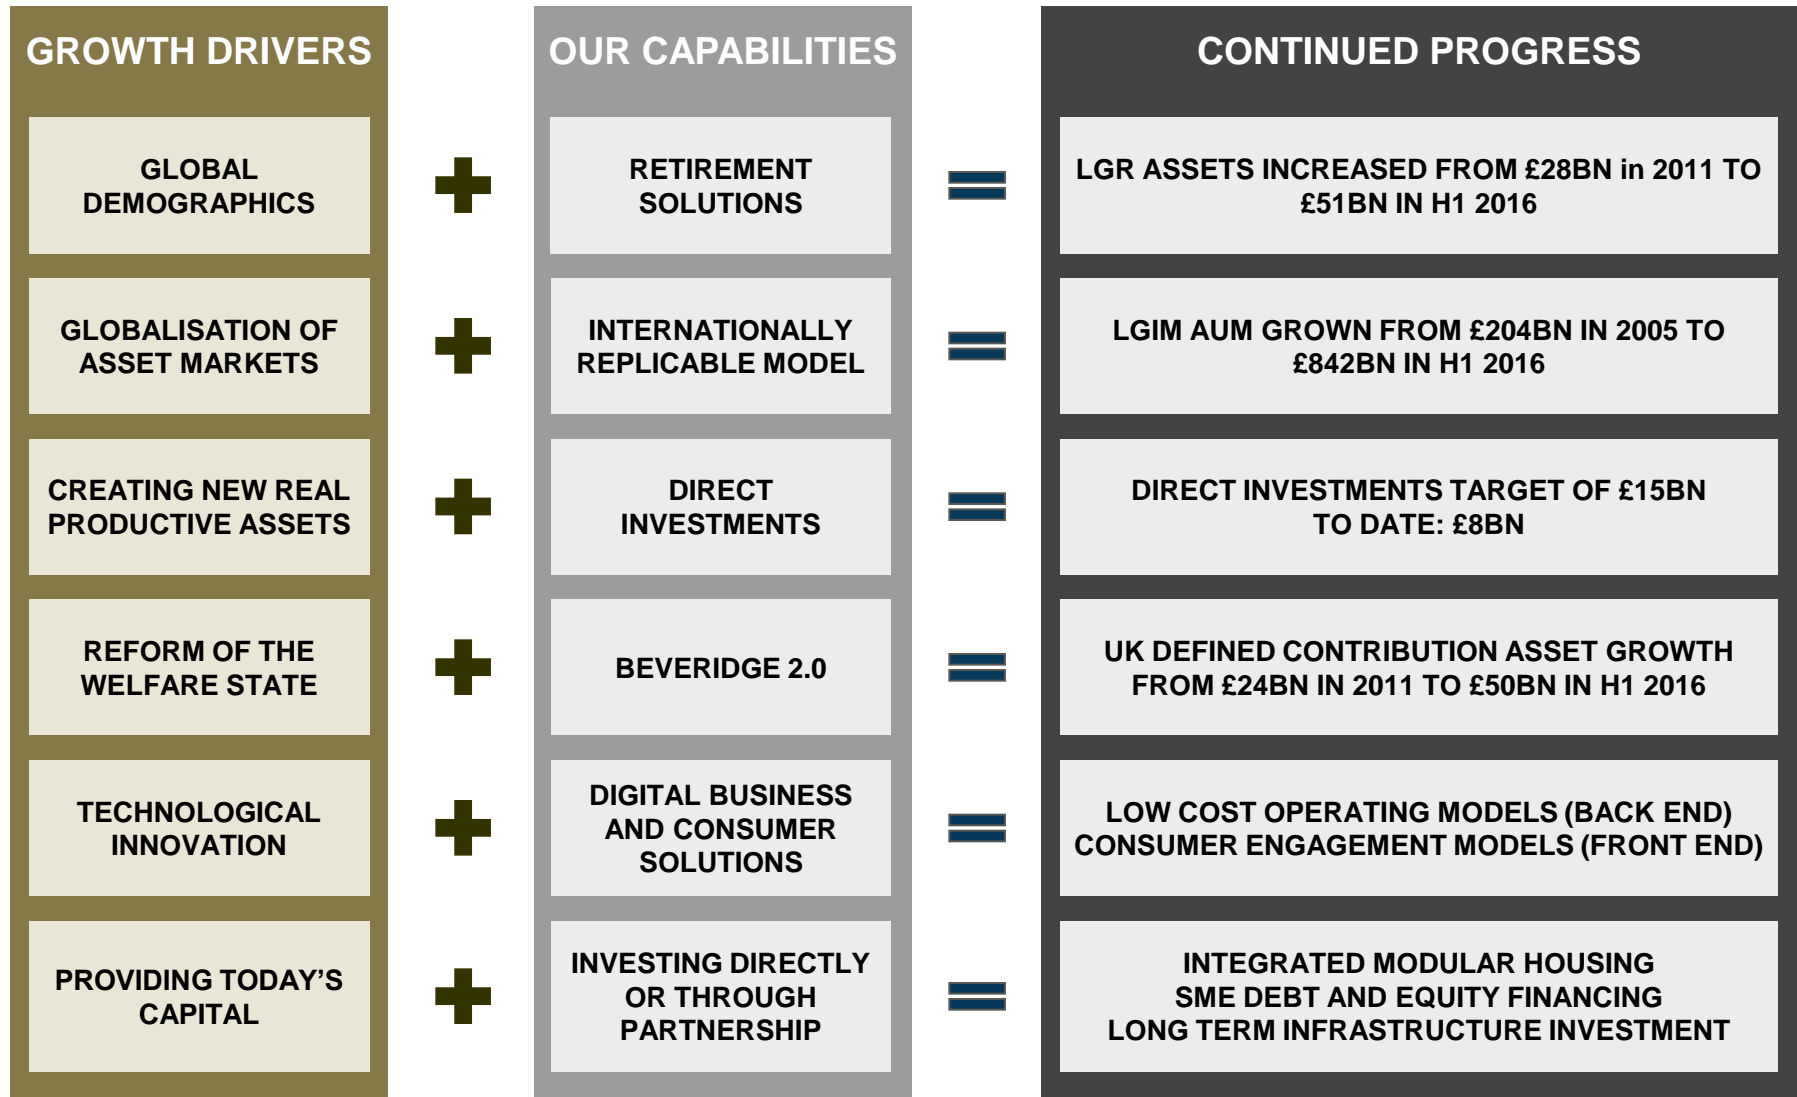 GROWTH DRIVERS
OUR CAPABILITIES
CONTINUED PROGRESS
GLOBAL
DEMOGRAPHICS
RETIREMENT
SOLUTIONS
LGR ASSETS INCREASED FROM £28BN in 2011 TO
£51BN IN H1 2016
GLOBALISATION OF
ASSET MARKETS
INTERNATIONALLY
REPLICABLE MODEL
LGIM AUM GROWN FROM £204BN IN 2005 TO
£842BN IN H1 2016
CREATING NEW REAL
PRODUCTIVE ASSETS
DIRECT
INVESTMENTS
DIRECT INVESTMENTS TARGET OF £15BN
TO DATE: £8BN
REFORM OF THE
WELFARE STATE
BEVERIDGE 2.0
UK DEFINED CONTRIBUTION ASSET GROWTH
FROM £24BN IN 2011 TO £50BN IN H1 2016
TECHNOLOGICAL
INNOVATION
DIGITAL BUSINESS
AND CONSUMER
SOLUTIONS
LOW COST OPERATING MODELS (BACK END)
CONSUMER ENGAGEMENT MODELS (FRONT END)
PROVIDING TODAY’S
CAPITAL
INVESTING DIRECTLY
OR THROUGH
PARTNERSHIP
INTEGRATED MODULAR HOUSING
SME DEBT AND EQUITY FINANCING
LONG TERM INFRASTRUCTURE INVESTMENT